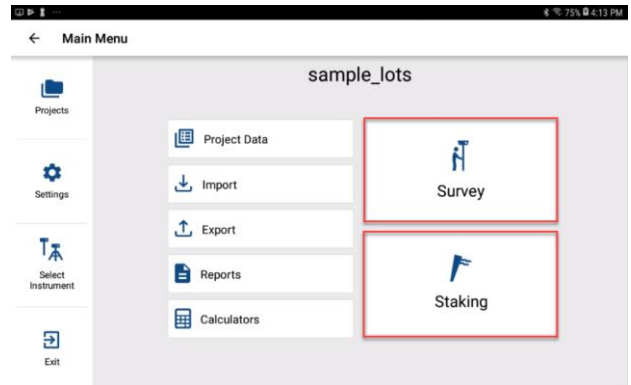 75% 4:13 PM
Main Menu
sample_lots
Projects
Settings
Select
Instrument
Exit
Project Data
Import
Export
Reports
Calculators
Survey
Staking